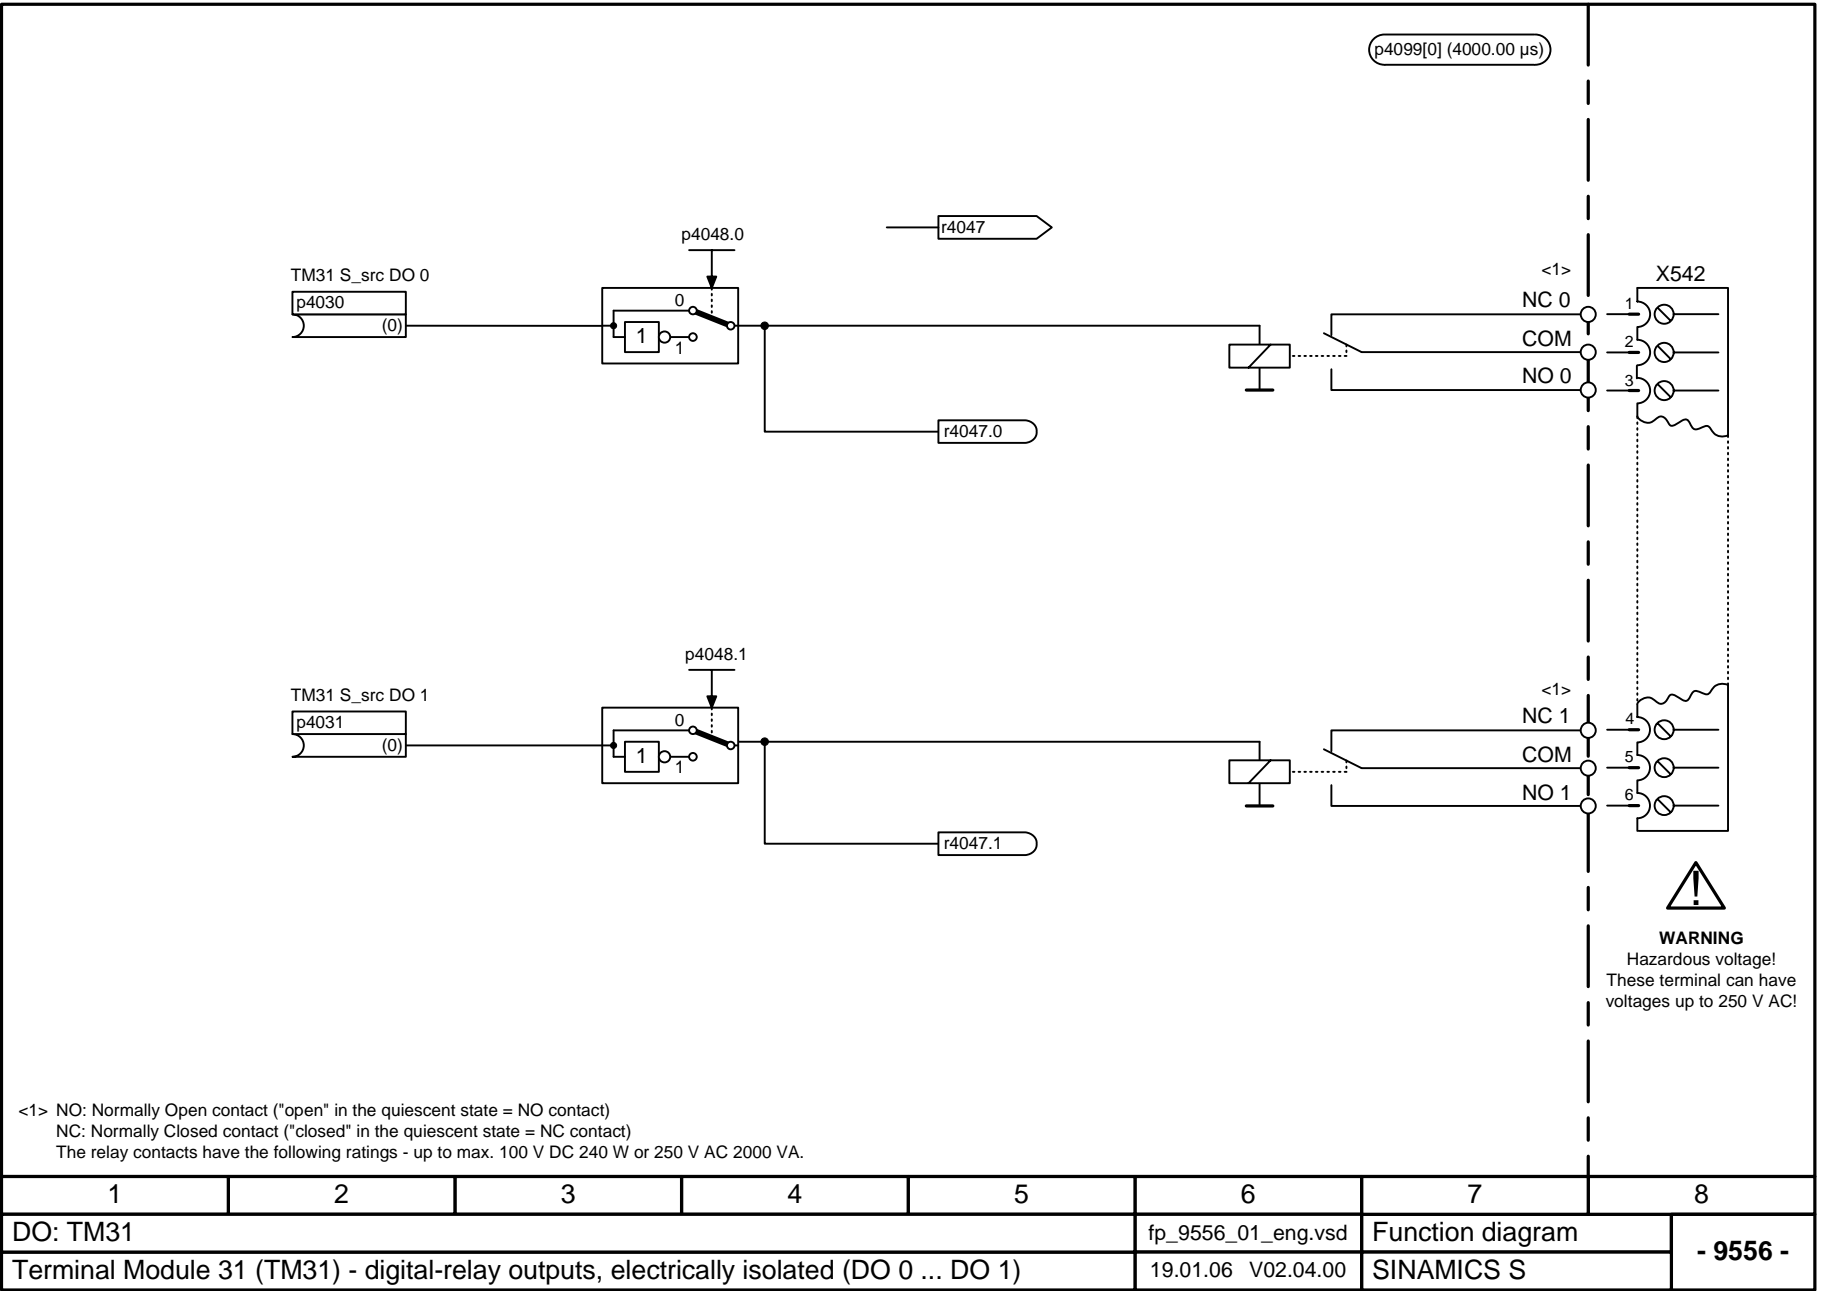 p4099[0] (4000.00 µs)
r4047
p4048.0
TM31 S_src DO 0
p4030
(0)
0
1
1
r4047.0
<1>
NC 0
COM
NO 0
X542
1
2
3
p4048.1
TM31 S_src DO 1
p4031
(0)
0
1
1
r4047.1
<1>
NC 1
COM
NO 1
4
5
6
WARNING
Hazardous voltage!
These terminal can have
voltages up to 250 V AC!
<1> NO: Normally Open contact ("open" in the quiescent state = NO contact)
NC: Normally Closed contact ("closed" in the quiescent state = NC contact)
The relay contacts have the following ratings - up to max. 100 V DC 240 W or 250 V AC 2000 VA.
1 2 3 4 5 6 7 8
DO: TM31
fp_9556_01_eng.vsd
Function diagram
- 9556 -
Terminal Module 31 (TM31) - digital-relay outputs, electrically isolated (DO 0 ... DO 1)
19.01.06 V02.04.00
SINAMICS S